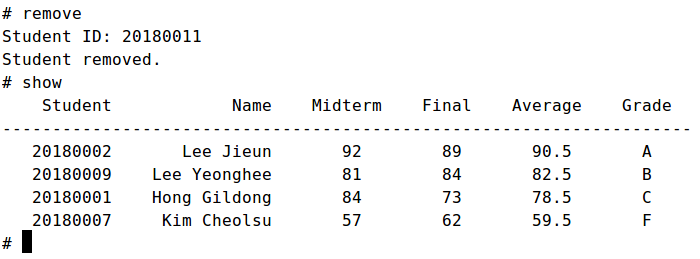 # remove
Student ID: 20180011
Student removed.
# show
Student Name Midterm Final Average Grade
---------------------------------------------------------------------
20180002 Lee Jieun 92 89 90.5 A
20180009 Lee Yeonghee 81 84 82.5 B
20180001 Hong Gildong 84 73 78.5 C
20180007 Kim Cheolsu 57 62 59.5 F
#